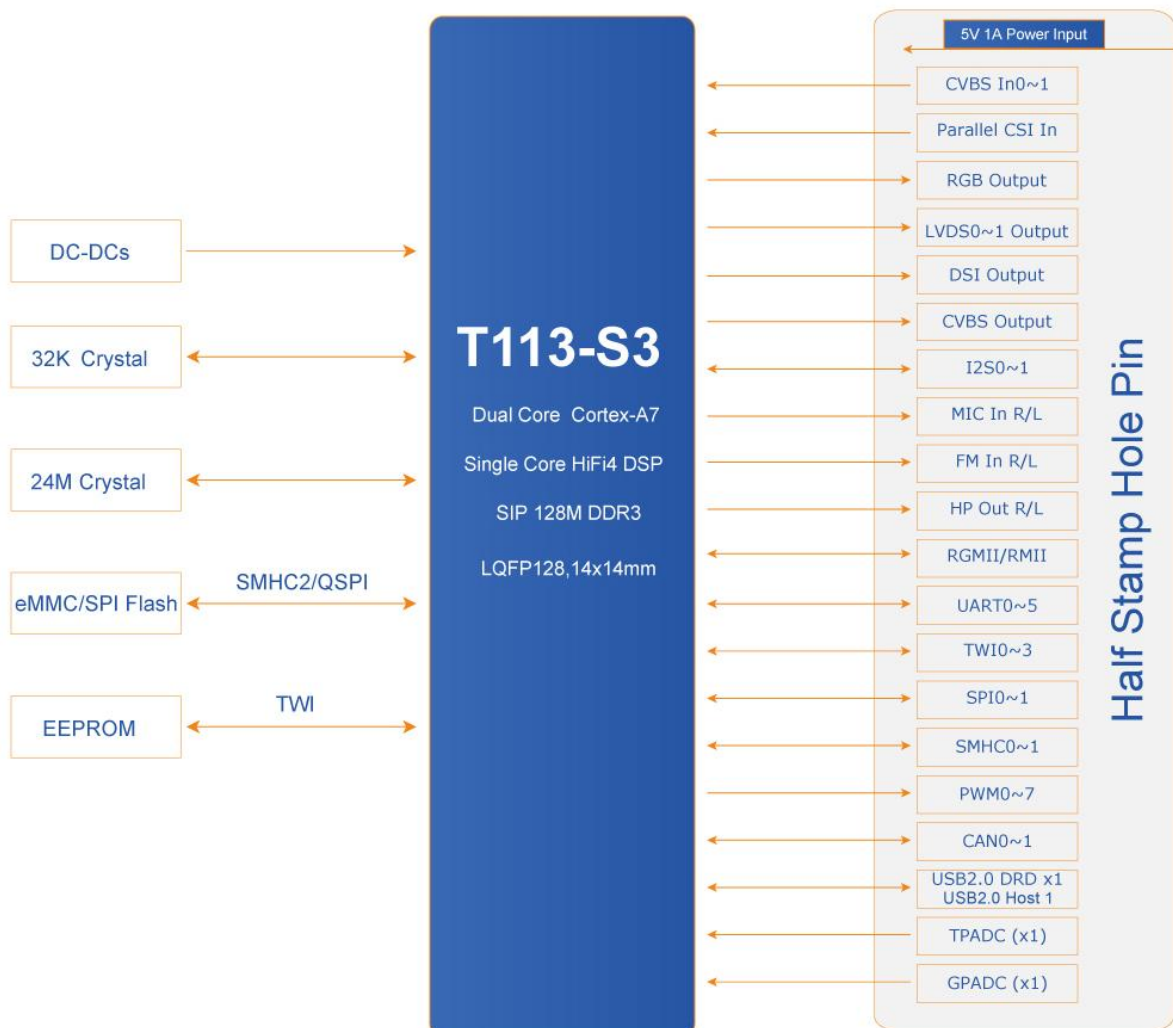 DC-DCs
32K Crystal
24M Crystal
eMMC/SPI Flash
SMHC2/QSPI
EEPROM
TWI
T113-S3
Dual Core Cortex-A7
Single Core HiFi4 DSP
SIP 128M DDR3
LQFP128,14x14mm
5V 1A Power Input
CVBS In0~1
Parallel CSI In
RGB Output
LVDS0~1 Output
DSI Output
CVBS Output
I2S0~1
MIC In R/L
FM In R/L
HP Out R/L
RGMII/RMII
UART0~5
TWI0~3
SPI0~1
SMHC0~1
PWM0~7
CAN0~1
USB2.0 DRD x1
USB2.0 Host 1
TPADC (x1)
GPADC (x1)
Half Stamp Hole Pin